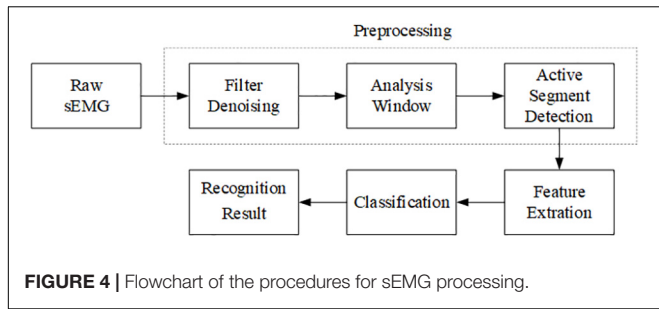 Preprocessing
Raw
sEMG
Filter
Denoising
Analysis
Window
Active
Segment
Detection
Recognition
Result
Classification
Feature
Extration
FIGURE 4 | Flowchart of the procedures for sEMG processing.